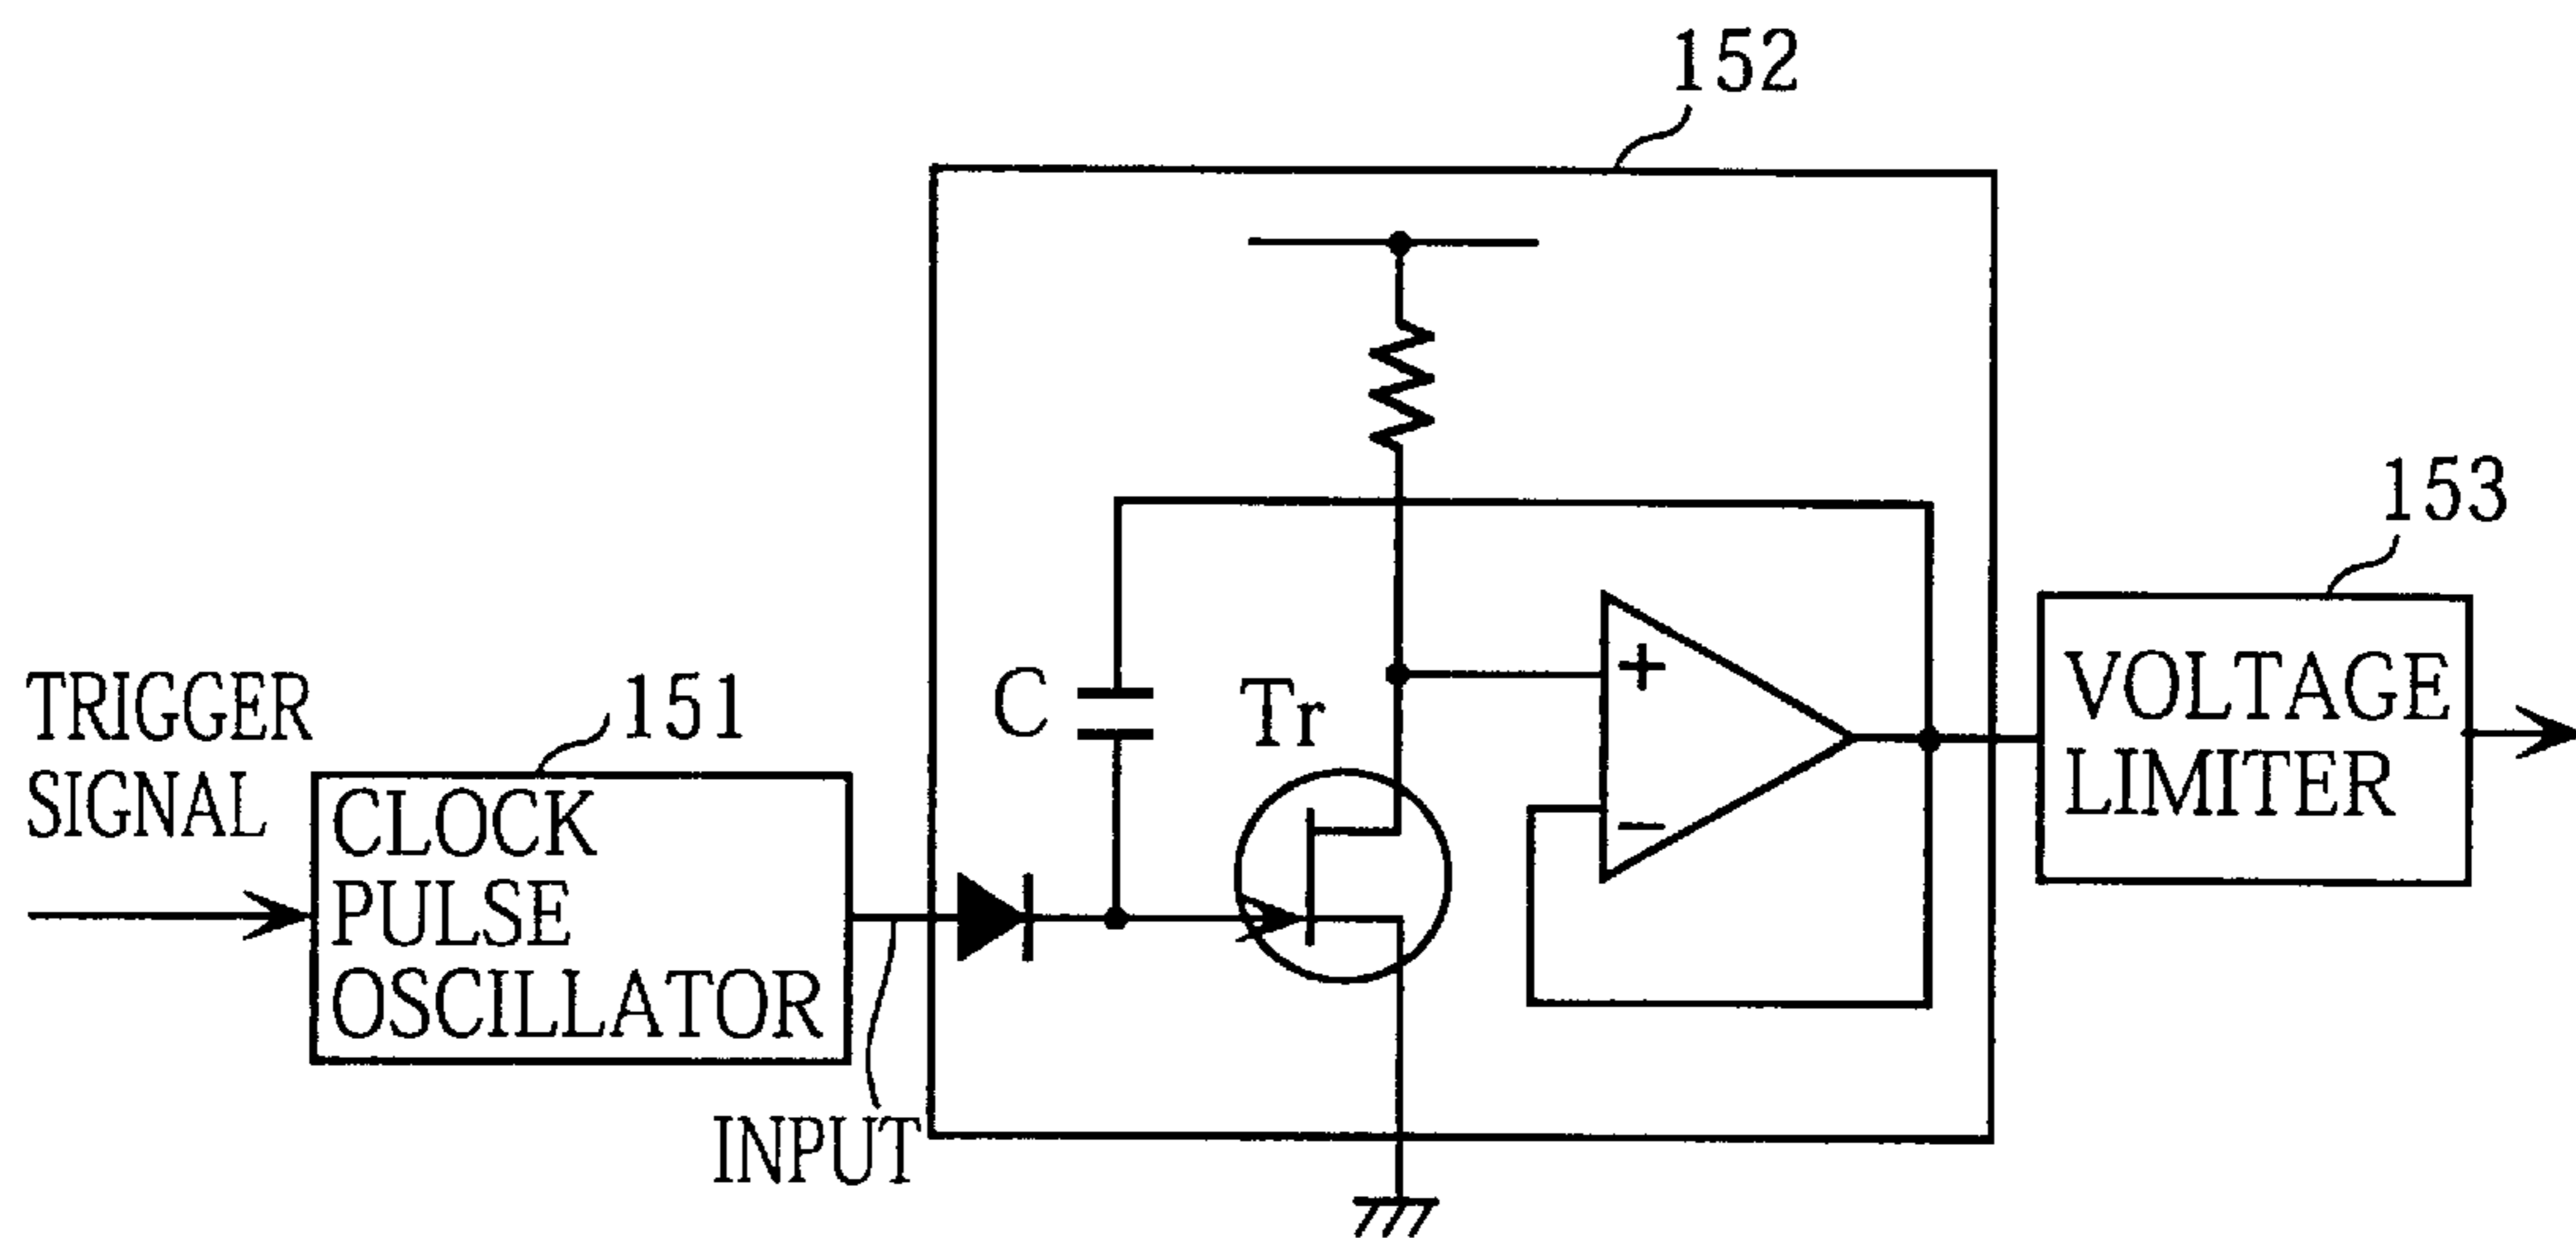 152
153
TRIGGER
SIGNAL
151
CLOCK
PULSE
OSCILLATOR
INPUT
C
Tr
+
−
VOLTAGE
LIMITER